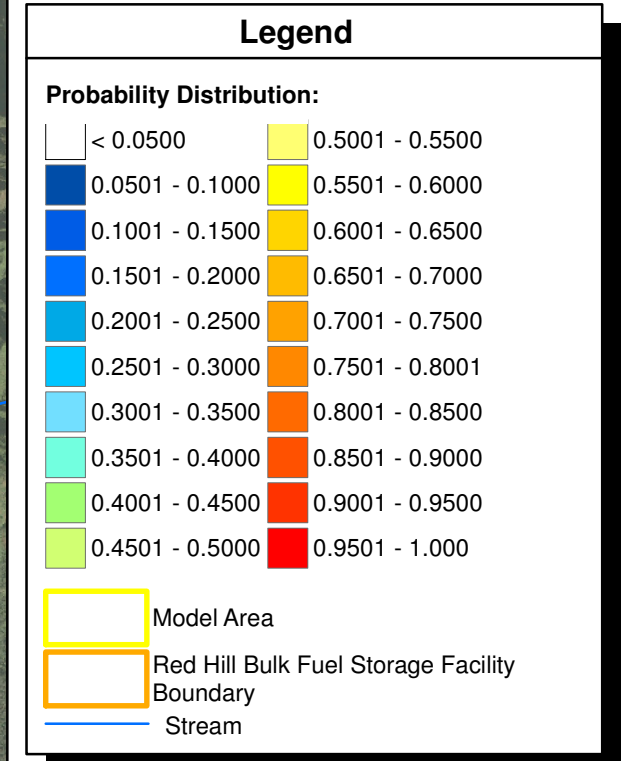 Legend
Probability Distribution:
< 0.0500
0.0501 - 0.1000
0.1001 - 0.1500
0.1501 - 0.2000
0.2001 - 0.2500
0.2501 - 0.3000
0.3001 - 0.3500
0.3501 - 0.4000
0.4001 - 0.4500
0.4501 - 0.5000
0.5001 - 0.5500
0.5501 - 0.6000
0.6001 - 0.6500
0.6501 - 0.7000
0.7001 - 0.7500
0.7501 - 0.8001
0.8001 - 0.8500
0.8501 - 0.9000
0.9001 - 0.9500
0.9501 - 1.000
Model Area
Red Hill Bulk Fuel Storage Facility
Boundary
Stream